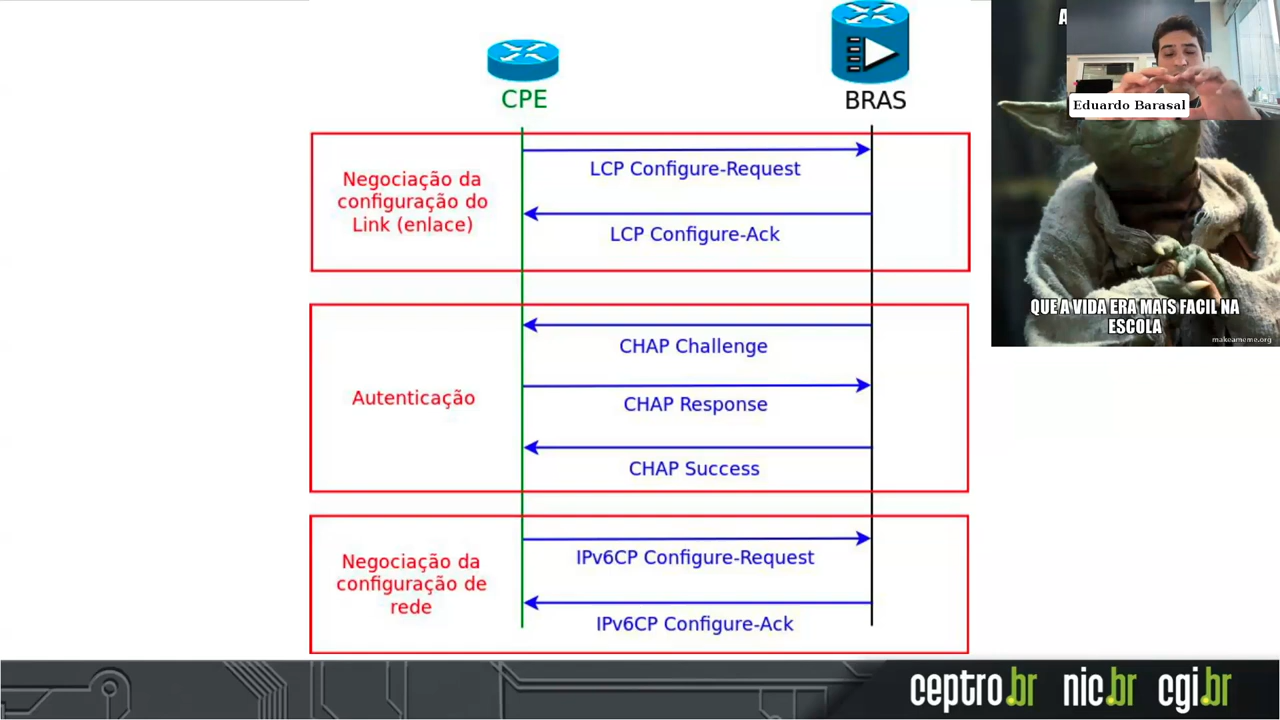 CPE
BRAS
Eduardo Barasal
Negociação da
configuração do
Link (enlace)
LCP Configure-Request
LCP Configure-Ack
QUE A VIDA ERA MAIS FACIL NA
ESCOLA
makeameme.org
Autenticação
CHAP Challenge
CHAP Response
CHAP Success
Negociação da
configuração de
rede
IPv6CP Configure-Request
IPv6CP Configure-Ack
ceptro.br nic.br cgi.br